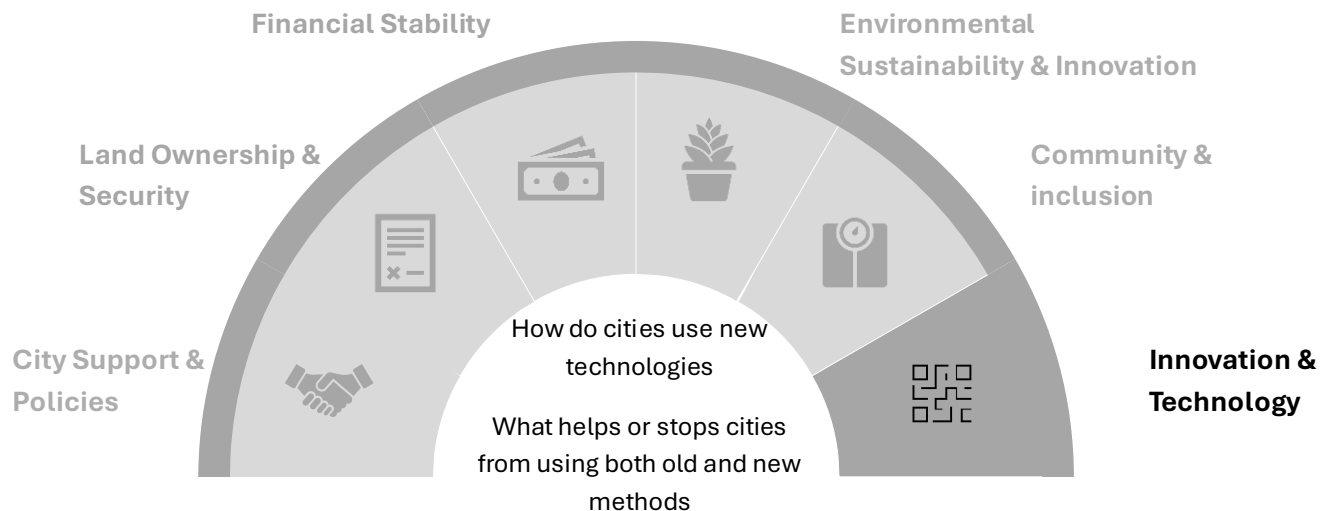 Financial Stability
Environmental
Sustainability & Innovation
Land Ownership &
Security
Community &
inclusion
City Support &
Policies
How do cities use new
technologies
What helps or stops cities
from using both old and new
methods
Innovation &
Technology